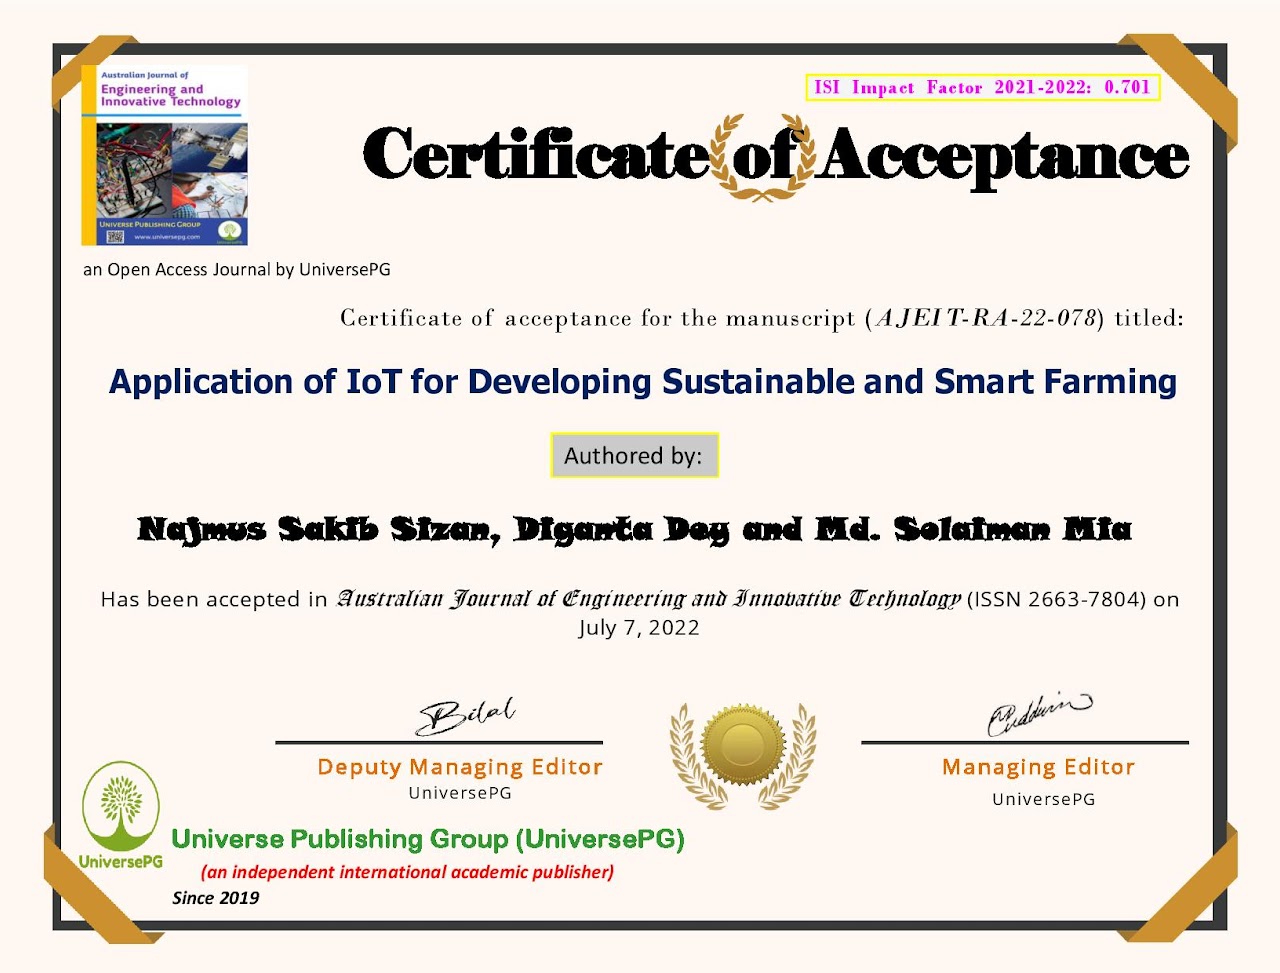 Australian Journal of
Engineering and
Innovative Technology
UNIVERSE PUBLISHING GROUP
www.universepg.com
UniversePG
ISI Impact Factor 2021-2022: 0.701
Certificate of Acceptance
an Open Access Journal by UniversePG
Certificate of acceptance for the manuscript (AJEIT-RA-22-078) titled:
Application of IoT for Developing Sustainable and Smart Farming
Authored by:
Najmus Sakib Sizan, Diganta Dey and Md. Solaiman Mia
Has been accepted in Australian Journal of Engineering and Innovative Technology (ISSN 2663-7804) on
July 7, 2022
Bilal
Deputy Managing Editor
UniversePG
Managing Editor
UniversePG
UniversePG
Universe Publishing Group (UniversePG)
(an independent international academic publisher)
Since 2019